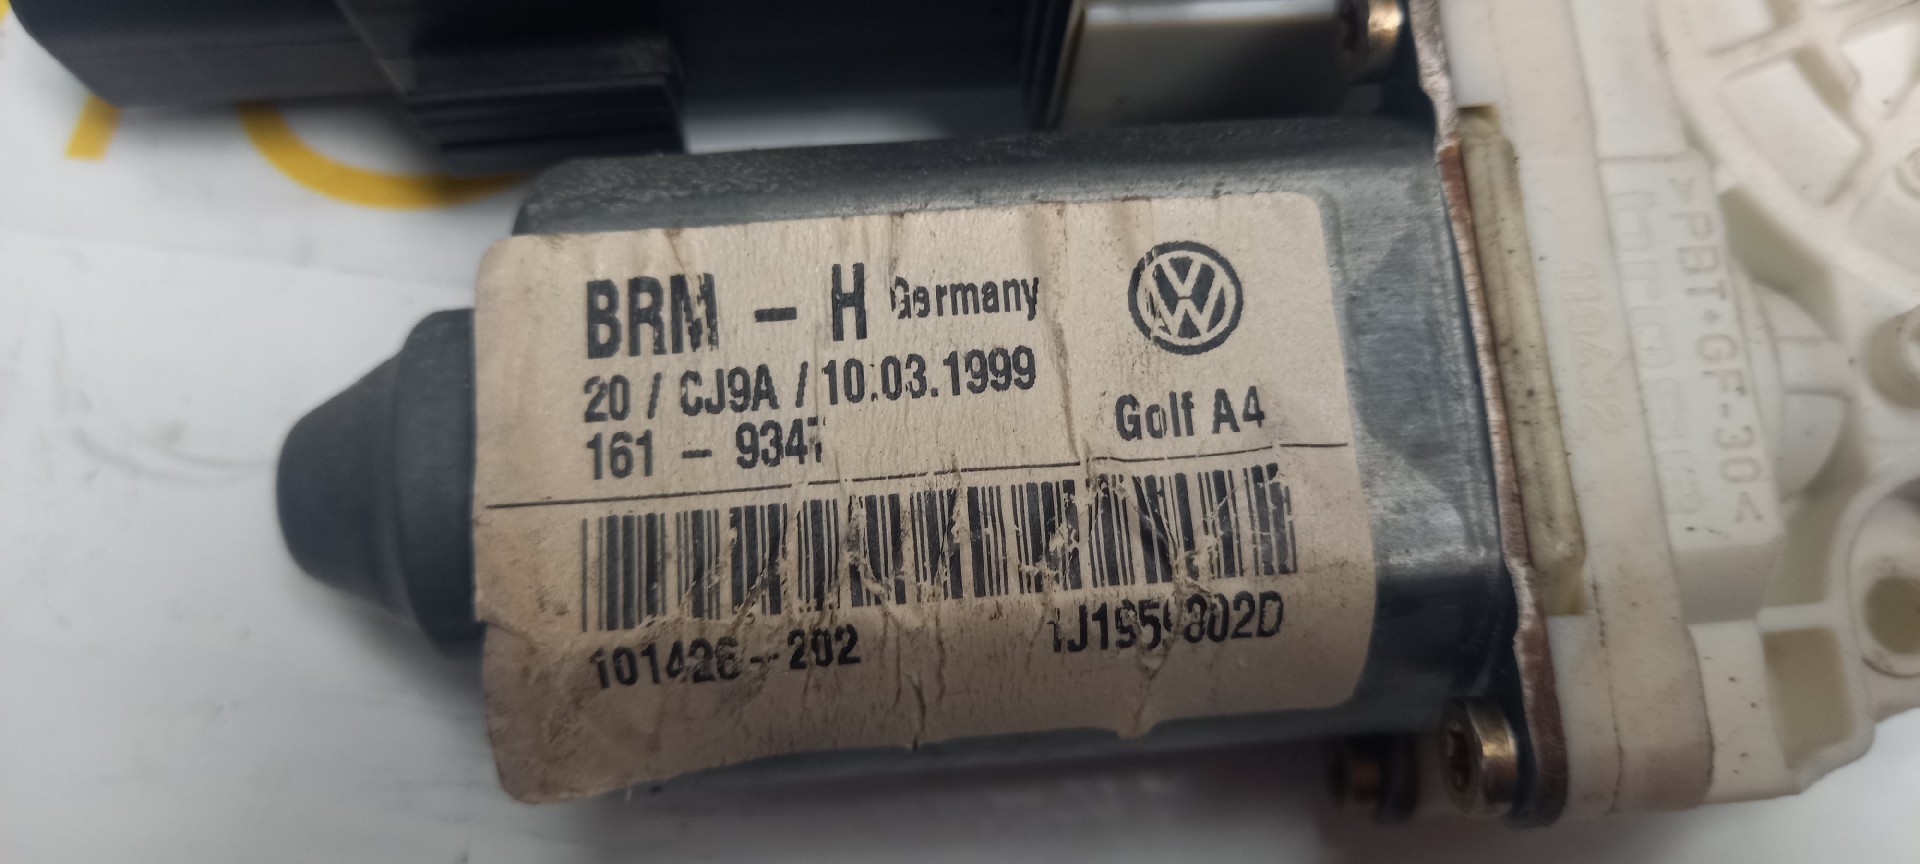 BRM - H Germany
20 / CJ9A / 10.03.1999
161 - 9347
Golf A4
101426-202
1J1959802D
>PBT+GF-30<